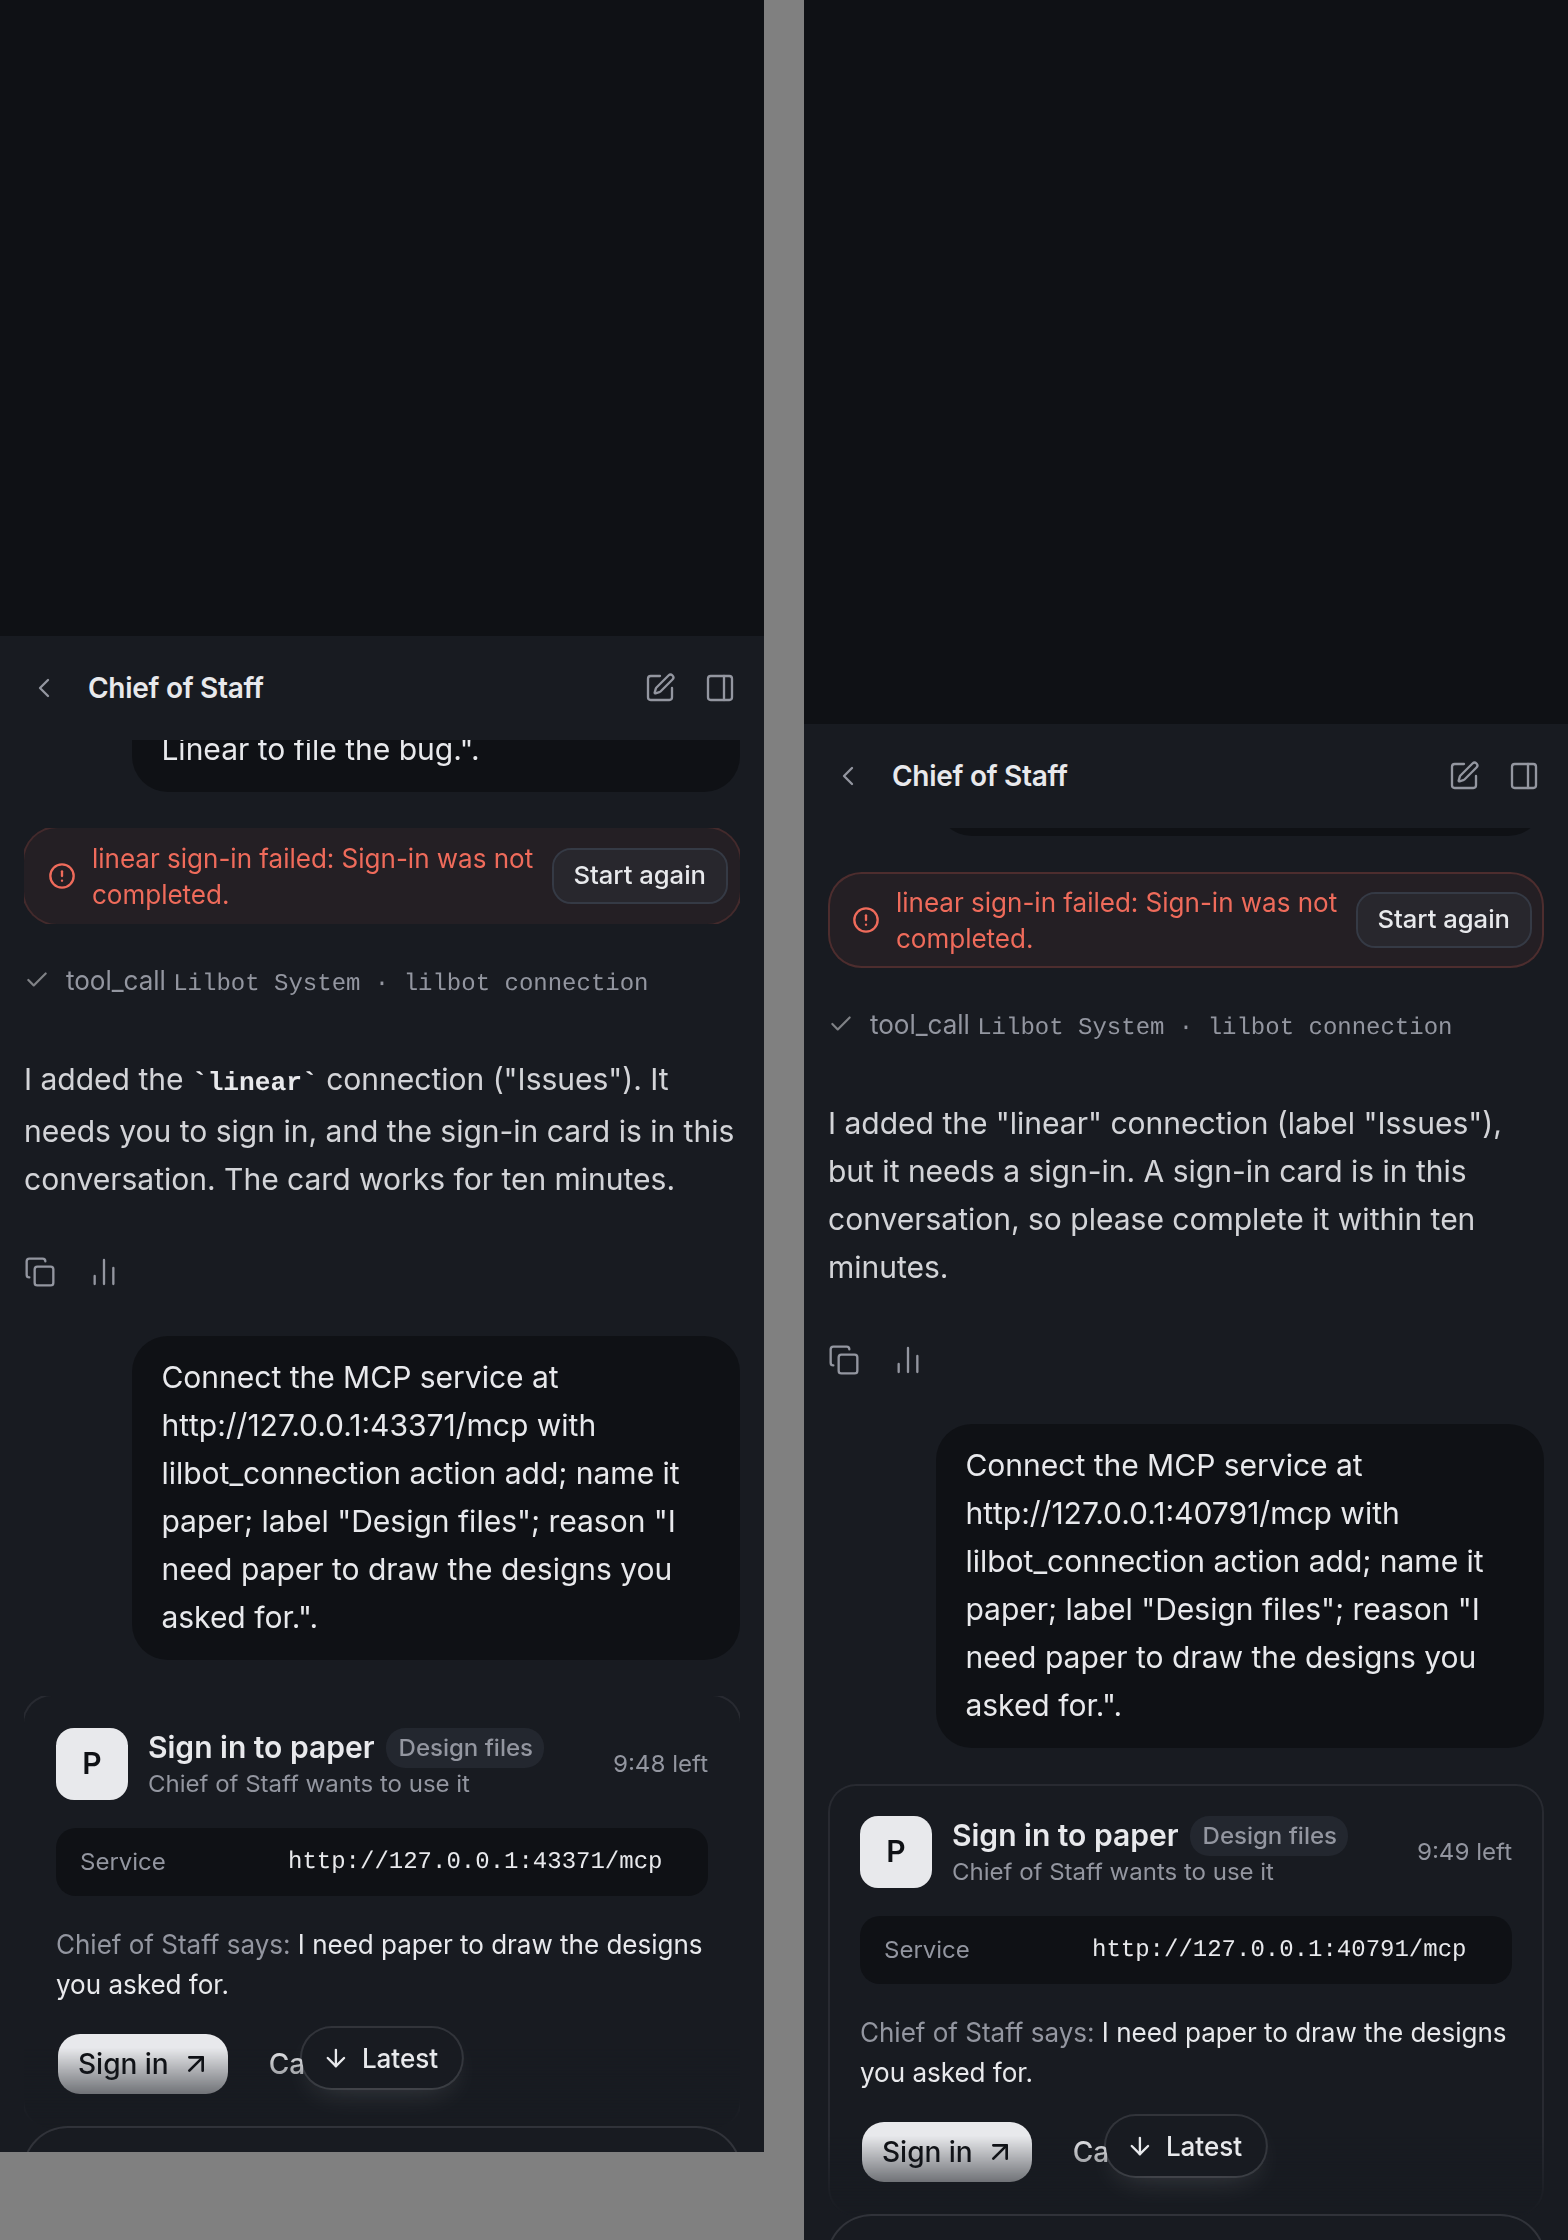 Chief of Staff
Linear to file the bug.".
linear sign-in failed: Sign-in was not
completed.
Start again
tool_call Lilbot System · lilbot connection
I added the `linear` connection ("Issues"). It
needs you to sign in, and the sign-in card is in this
conversation. The card works for ten minutes.
Connect the MCP service at
http://127.0.0.1:43371/mcp with
lilbot_connection action add; name it
paper; label "Design files"; reason "I
need paper to draw the designs you
asked for.".
P
Sign in to paper Design files
Chief of Staff wants to use it
9:48 left
Service http://127.0.0.1:43371/mcp
Chief of Staff says: I need paper to draw the designs
you asked for.
Sign in
Ca
Latest
Chief of Staff
linear sign-in failed: Sign-in was not
completed.
Start again
tool_call Lilbot System · lilbot connection
I added the "linear" connection (label "Issues"),
but it needs a sign-in. A sign-in card is in this
conversation, so please complete it within ten
minutes.
Connect the MCP service at
http://127.0.0.1:40791/mcp with
lilbot_connection action add; name it
paper; label "Design files"; reason "I
need paper to draw the designs you
asked for.".
P
Sign in to paper Design files
Chief of Staff wants to use it
9:49 left
Service http://127.0.0.1:40791/mcp
Chief of Staff says: I need paper to draw the designs
you asked for.
Sign in
Ca
Latest